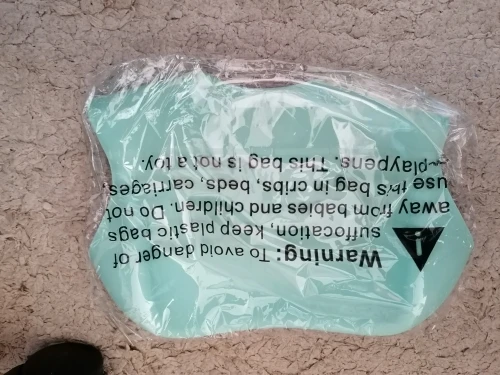 Warning: To avoid danger of
suffocation, keep plastic bags
away from babies and children. Do not
use this bag in cribs, beds, carriages,
playpens. This bag is not a toy.